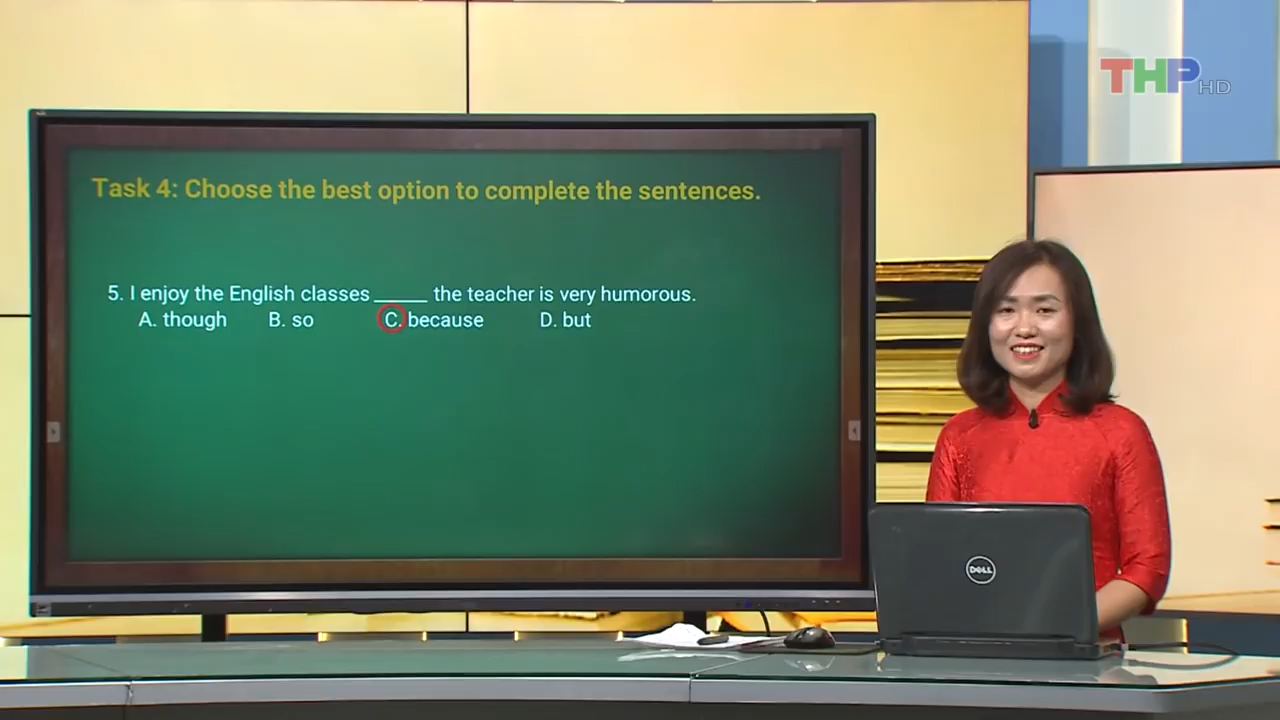 THP HD
Task 4: Choose the best option to complete the sentences.
5. I enjoy the English classes _____ the teacher is very humorous.
A. though B. so C. because D. but
DELL